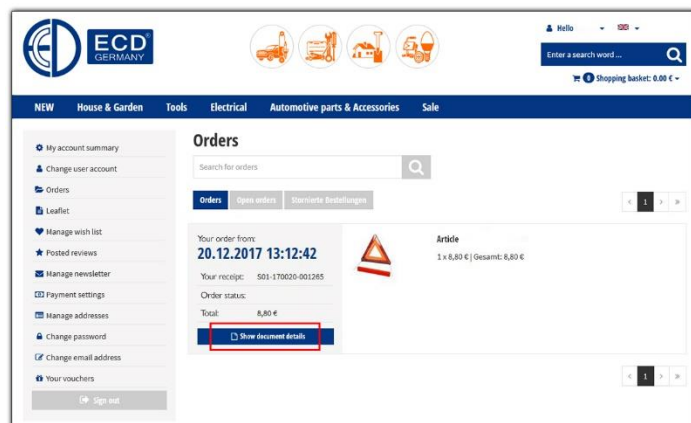 ECD®
GERMANY
Hello
Enter a search word ...
0 Shopping basket: 0.00 €
NEW House & Garden Tools Electrical Automotive parts & Accessories Sale
My account summary
Change user account
Orders
Leaflet
Manage wish list
Posted reviews
Manage newsletter
Payment settings
Manage addresses
Change password
Change email address
Your vouchers
Sign out
Orders
Search for orders
Orders Open orders Stornierte Bestellungen
< 1 > »
Your order from:
20.12.2017 13:12:42
Your receipt: S01-170020-001265
Order status:
Total: 8,80 €
Show document details
Article
1 x 8,80 € | Gesamt: 8,80 €
< 1 > »